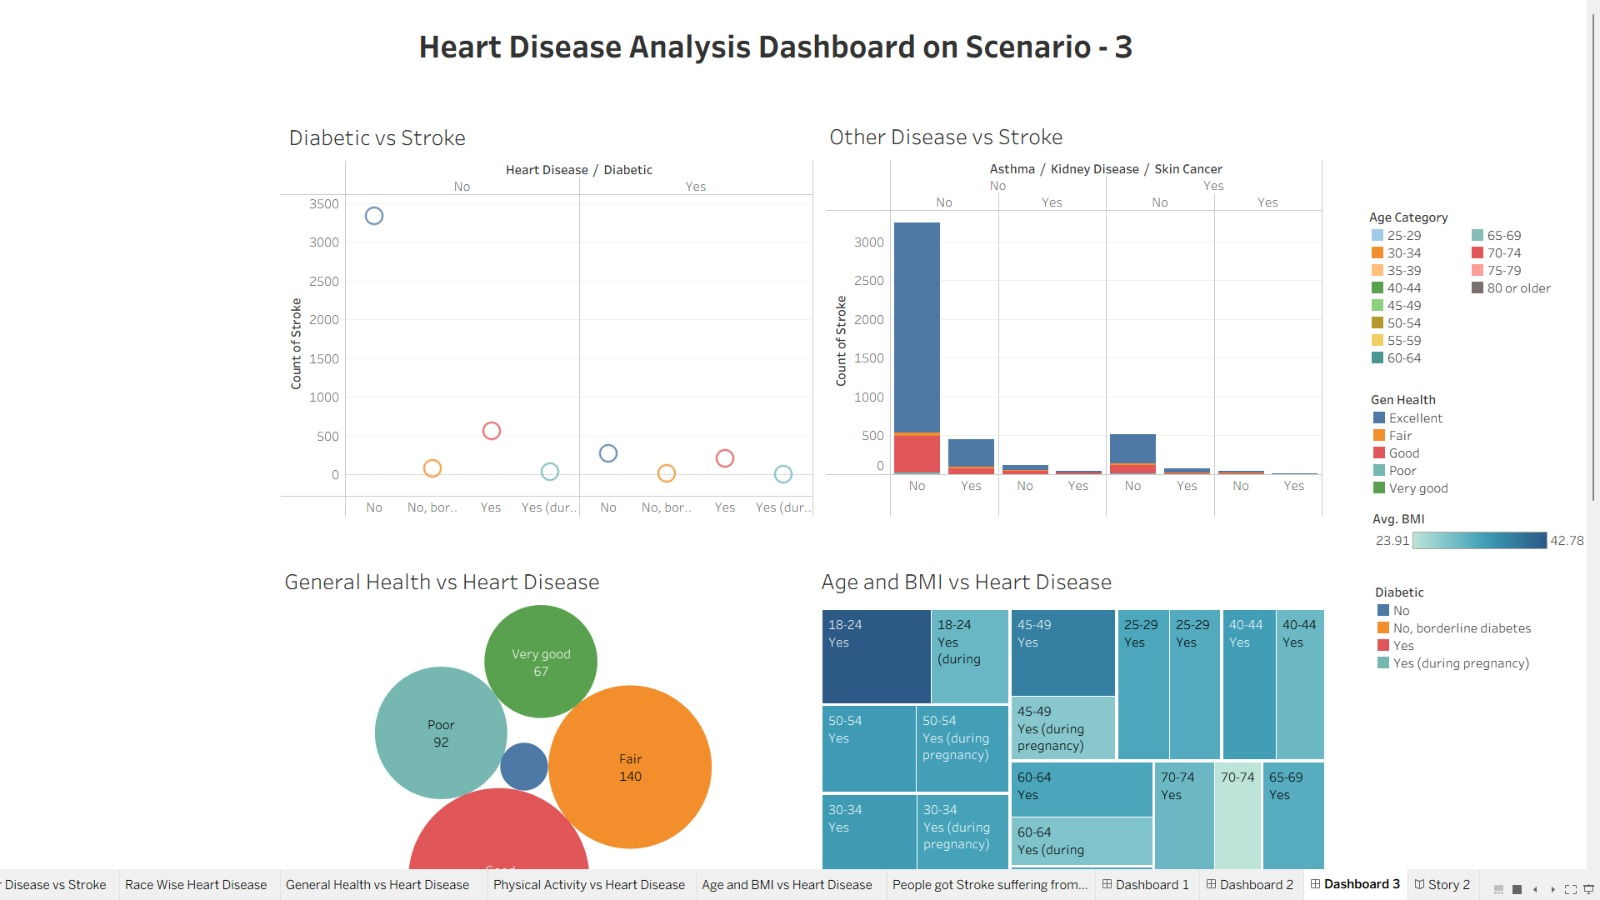 Heart Disease Analysis Dashboard on Scenario - 3
Diabetic vs Stroke
Heart Disease / Diabetic
No
Yes
3500
3000
2500
2000
1500
1000
500
0
Count of Stroke
No
No, bor..
Yes
Yes (dur..
No
No, bor..
Yes
Yes (dur..
Other Disease vs Stroke
Asthma / Kidney Disease / Skin Cancer
No
Yes
No
Yes
No
Yes
3000
2500
2000
1500
1000
500
0
Count of Stroke
No
Yes
No
Yes
No
Yes
No
Yes
Age Category
25-29
30-34
35-39
40-44
45-49
50-54
55-59
60-64
65-69
70-74
75-79
80 or older
Gen Health
Excellent
Fair
Good
Poor
Very good
Avg. BMI
23.91
42.78
Diabetic
No
No, borderline diabetes
Yes
Yes (during pregnancy)
General Health vs Heart Disease
Very good
67
Poor
92
Fair
140
Age and BMI vs Heart Disease
18-24
Yes
18-24
Yes
(during
45-49
Yes
25-29
Yes
25-29
Yes
40-44
Yes
40-44
Yes
45-49
Yes (during
pregnancy)
50-54
Yes
50-54
Yes (during
pregnancy)
60-64
Yes
70-74
Yes
70-74
65-69
Yes
30-34
Yes
30-34
Yes (during
pregnancy)
60-64
Yes (during
Disease vs Stroke
Race Wise Heart Disease
General Health vs Heart Disease
Physical Activity vs Heart Disease
Age and BMI vs Heart Disease
People got Stroke suffering from...
Dashboard 1
Dashboard 2
Dashboard 3
Story 2